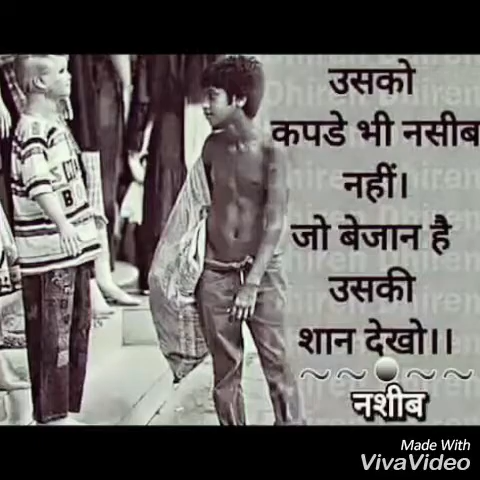 उसको
कपडे भी नसीब
नहीं।
जो बेजान है
उसकी
शान देखो।।
~~ ~~
नशीब
Made With
VivaVideo